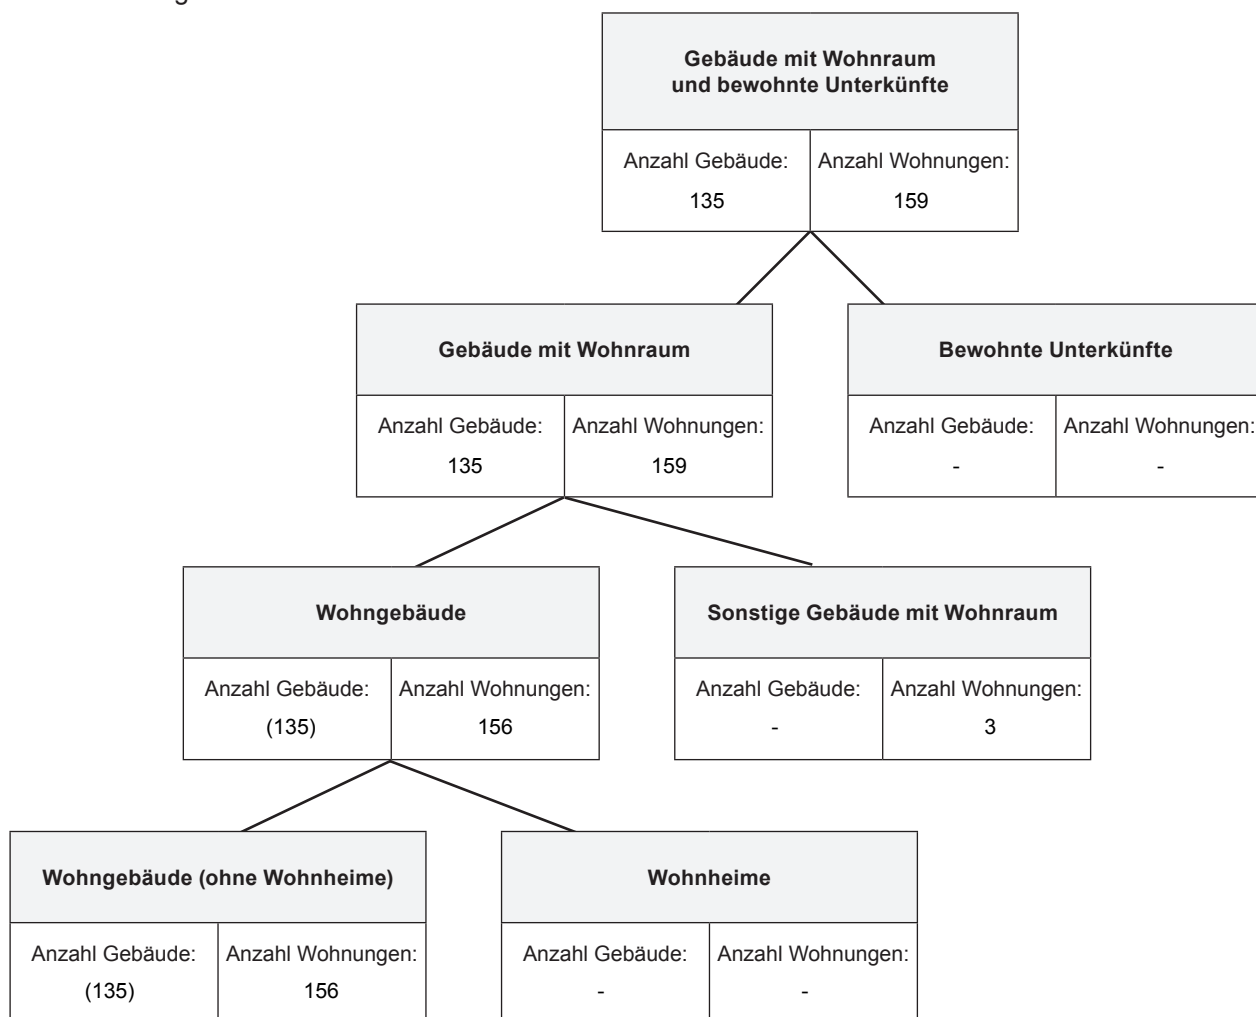 Gebäude mit Wohnraum
und bewohnte Unterkünfte
Anzahl Gebäude: Anzahl Wohnungen:
135 159
Gebäude mit Wohnraum Bewohnte Unterkünfte
Anzahl Gebäude: Anzahl Wohnungen: Anzahl Gebäude: Anzahl Wohnungen:
135 159 - -
Wohngebäude Sonstige Gebäude mit Wohnraum
Anzahl Gebäude: Anzahl Wohnungen: Anzahl Gebäude: Anzahl Wohnungen:
(135) 156 - 3
Wohngebäude (ohne Wohnheime) Wohnheime
Anzahl Gebäude: Anzahl Wohnungen: Anzahl Gebäude: Anzahl Wohnungen:
(135) 156 - -